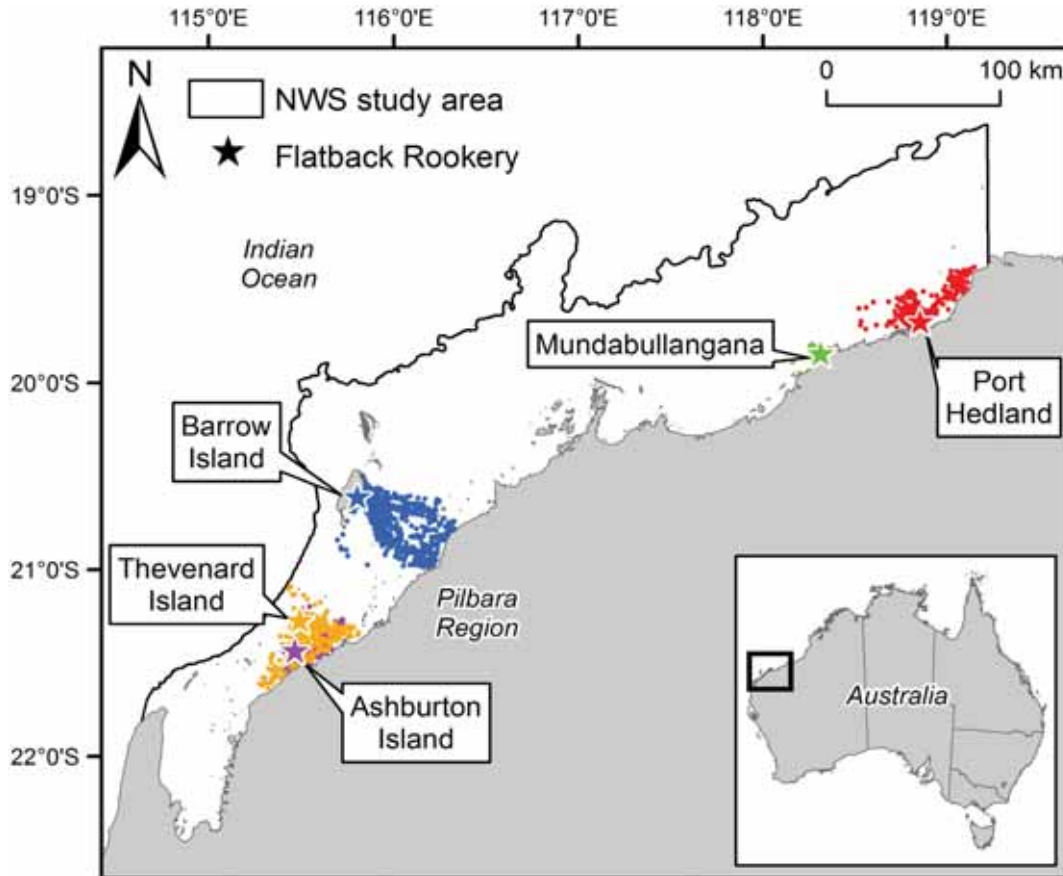 115°0'E
116°0'E
117°0'E
118°0'E
119°0'E
N
NWS study area
Flatback Rookery
0
100 km
19°0'S
20°0'S
21°0'S
22°0'S
Indian
Ocean
Mundabullangana
Port
Hedland
Barrow
Island
Thevenard
Island
Pilbara
Region
Ashburton
Island
Australia